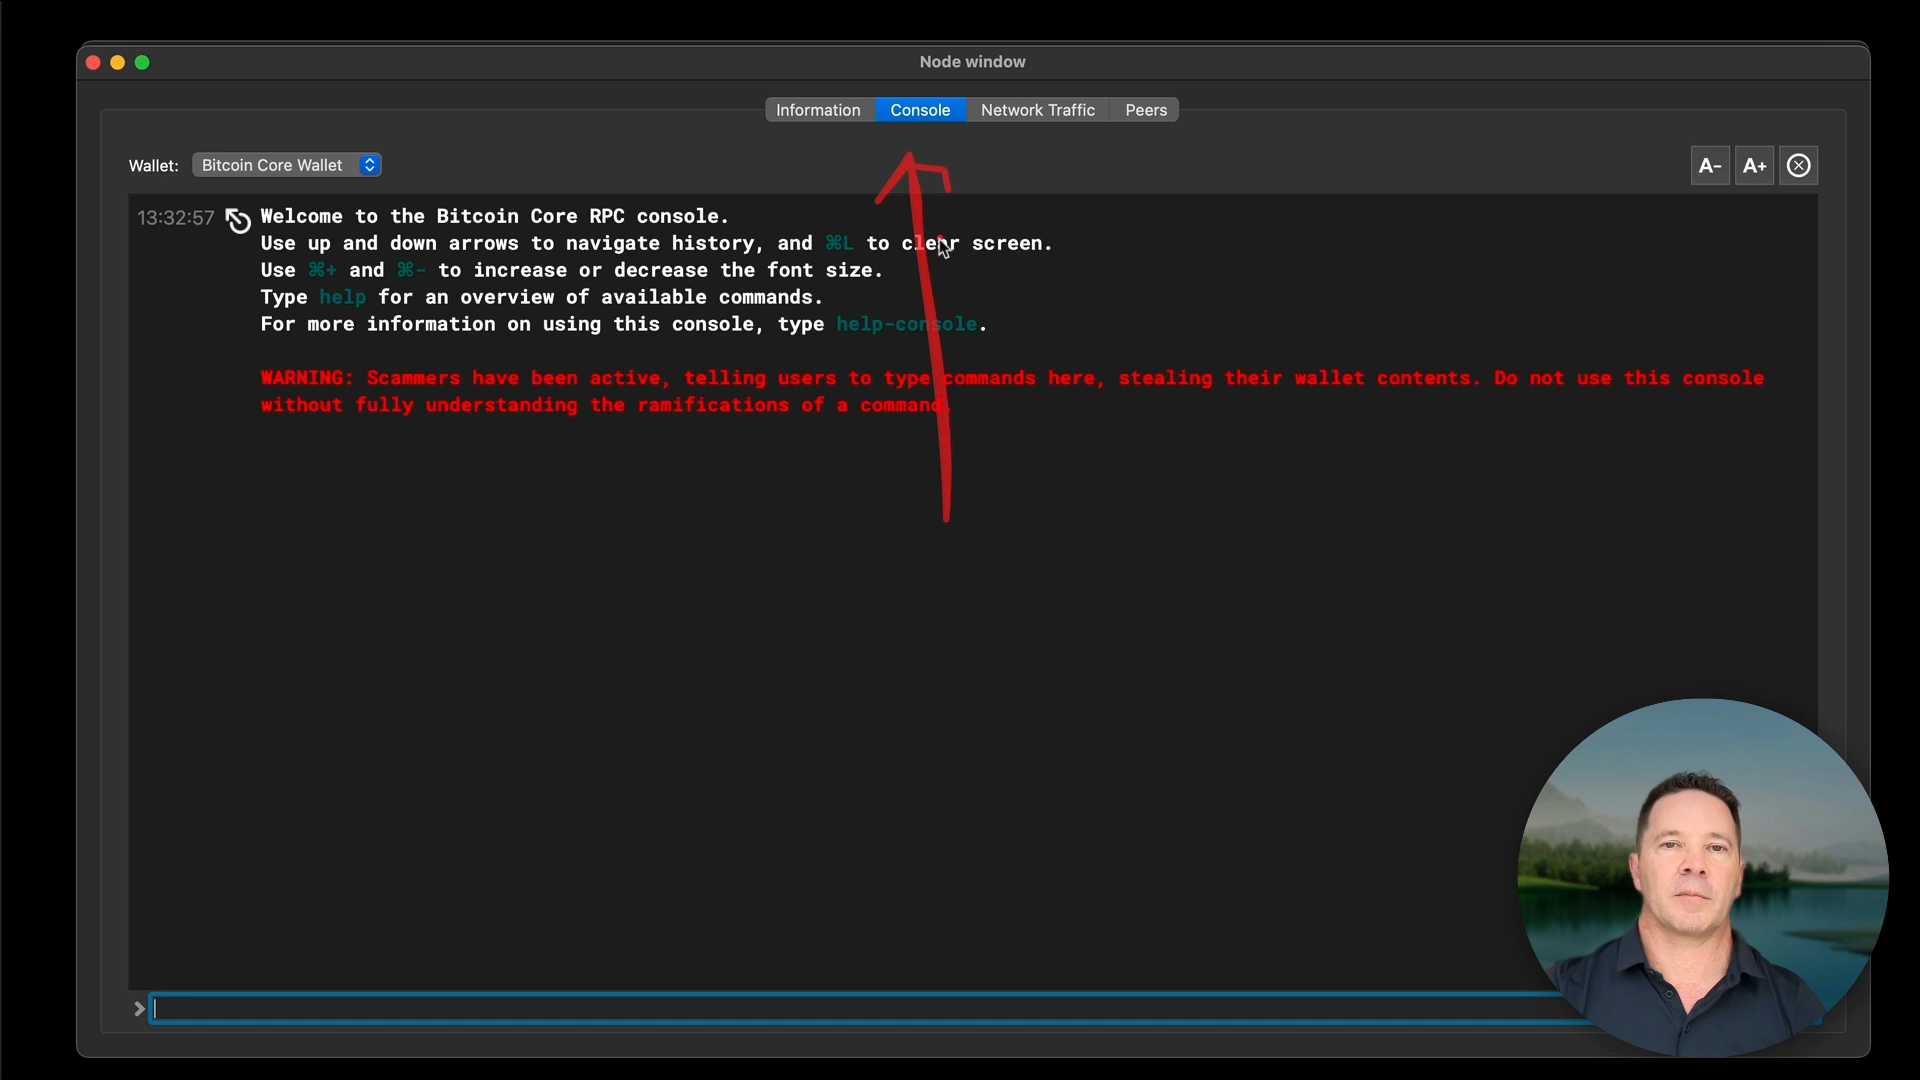 Node window
Information Console Network Traffic Peers
Wallet: Bitcoin Core Wallet A- A+
13:32:57 Welcome to the Bitcoin Core RPC console.
Use up and down arrows to navigate history, and ⌘L to clear screen.
Use ⌘+ and ⌘- to increase or decrease the font size.
Type help for an overview of available commands.
For more information on using this console, type help-console.
WARNING: Scammers have been active, telling users to type commands here, stealing their wallet contents. Do not use this console
without fully understanding the ramifications of a command.